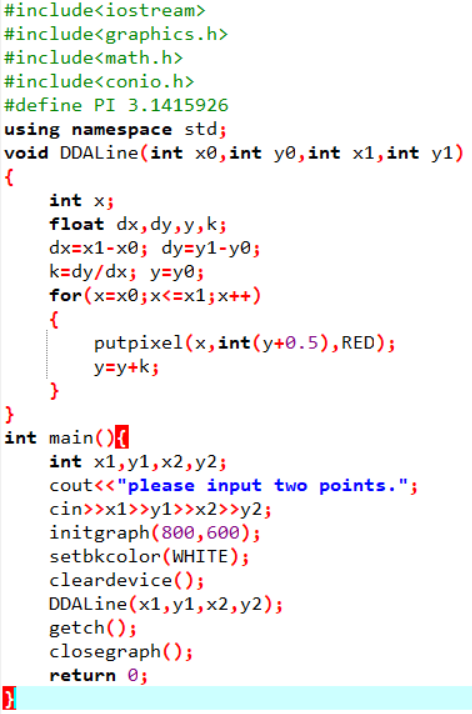 #include<iostream>
#include<graphics.h>
#include<math.h>
#include<conio.h>
#define PI 3.1415926
using namespace std;
void DDALine(int x0,int y0,int x1,int y1)
{
    int x;
    float dx,dy,y,k;
    dx=x1-x0; dy=y1-y0;
    k=dy/dx; y=y0;
    for(x=x0;x<=x1;x++)
    {
        putpixel(x,int(y+0.5),RED);
        y=y+k;
    }
}
int main(){
    int x1,y1,x2,y2;
    cout<<"please input two points.";
    cin>>x1>>y1>>x2>>y2;
    initgraph(800,600);
    setbkcolor(WHITE);
    cleardevice();
    DDALine(x1,y1,x2,y2);
    getch();
    closegraph();
    return 0;
}